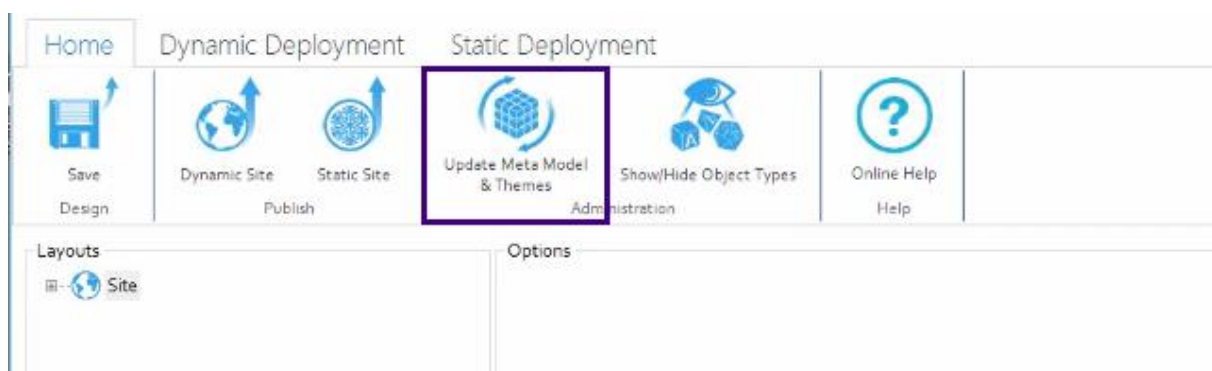 Home Dynamic Deployment Static Deployment
Save Dynamic Site Static Site Update Meta Model & Themes Show/Hide Object Types Online Help
Design Publish Administration Help
Layouts Options
Site